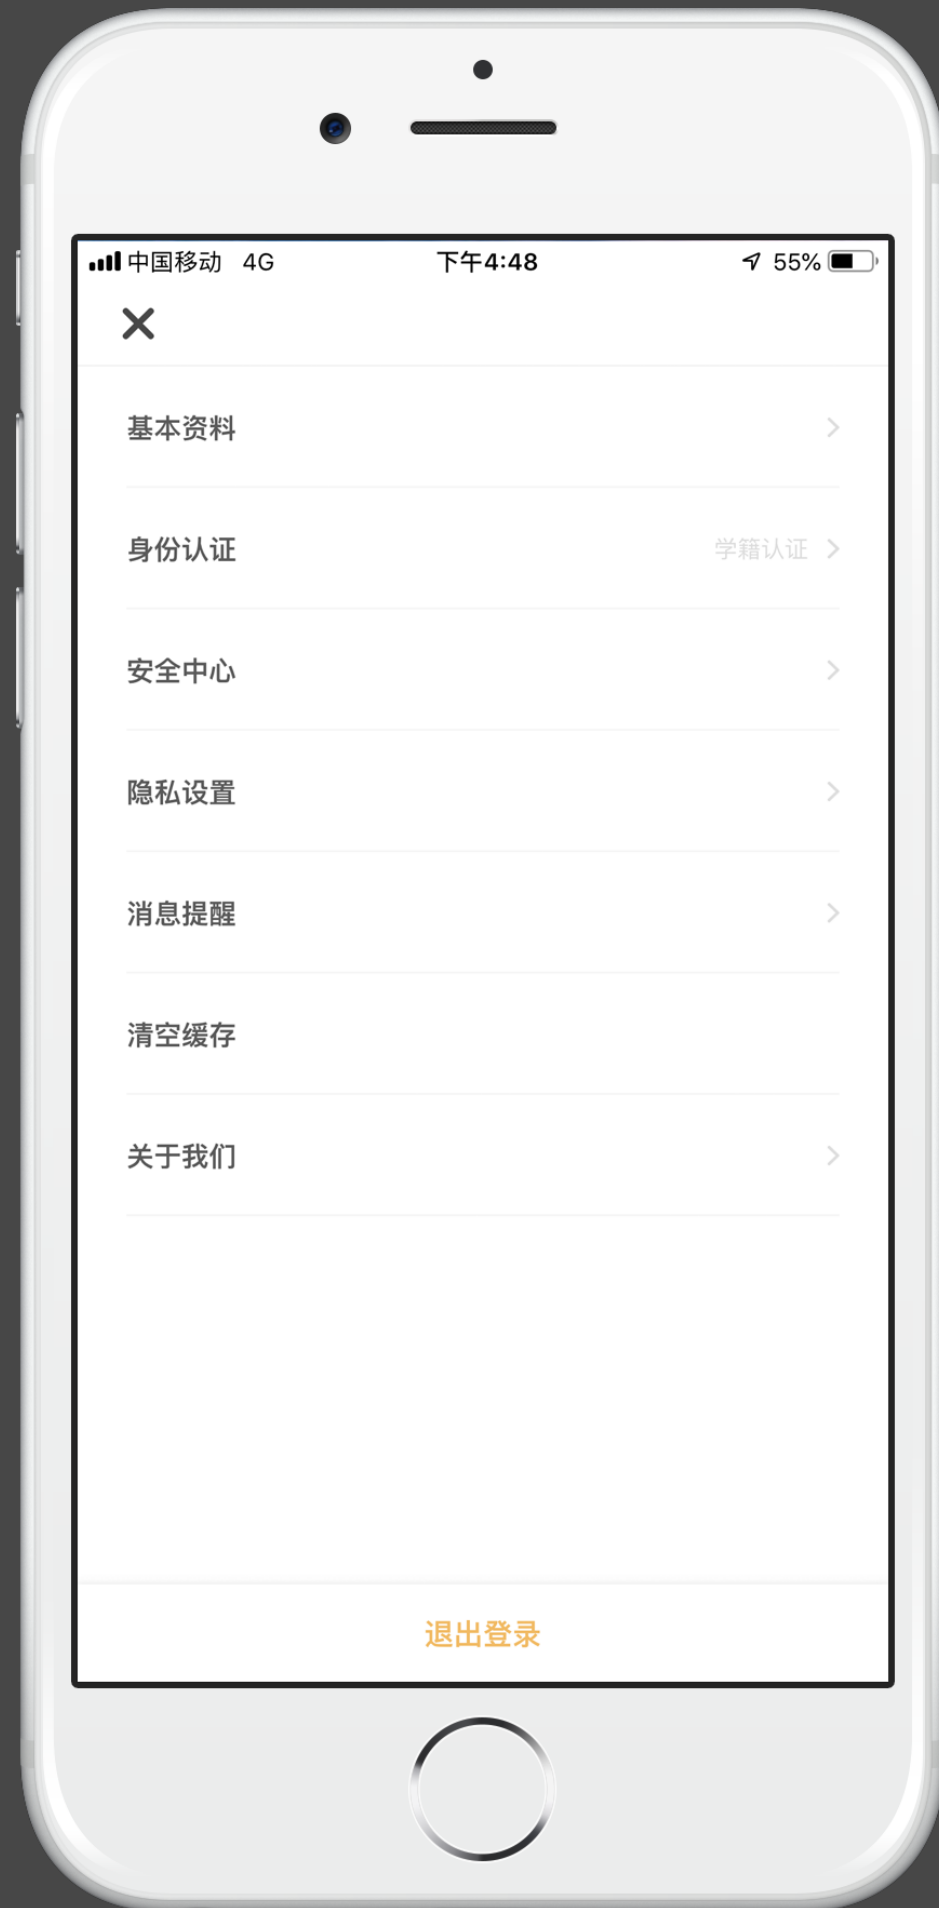 中国移动 4G 下午4:48 55%
基本资料
身份认证 学籍认证
安全中心
隐私设置
消息提醒
清空缓存
关于我们
退出登录